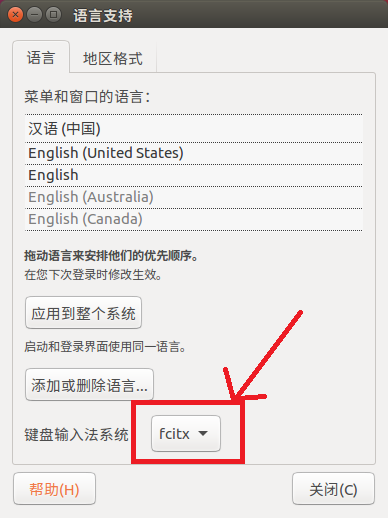 语言支持
语言 地区格式
菜单和窗口的语言：
汉语 (中国)
English (United States)
English
English (Australia)
English (Canada)
拖动语言来安排他们的优先顺序。
在您下次登录时修改生效。
应用到整个系统
启动和登录界面使用同一语言。
添加或删除语言...
键盘输入法系统 fcitx
帮助(H) 关闭(C)